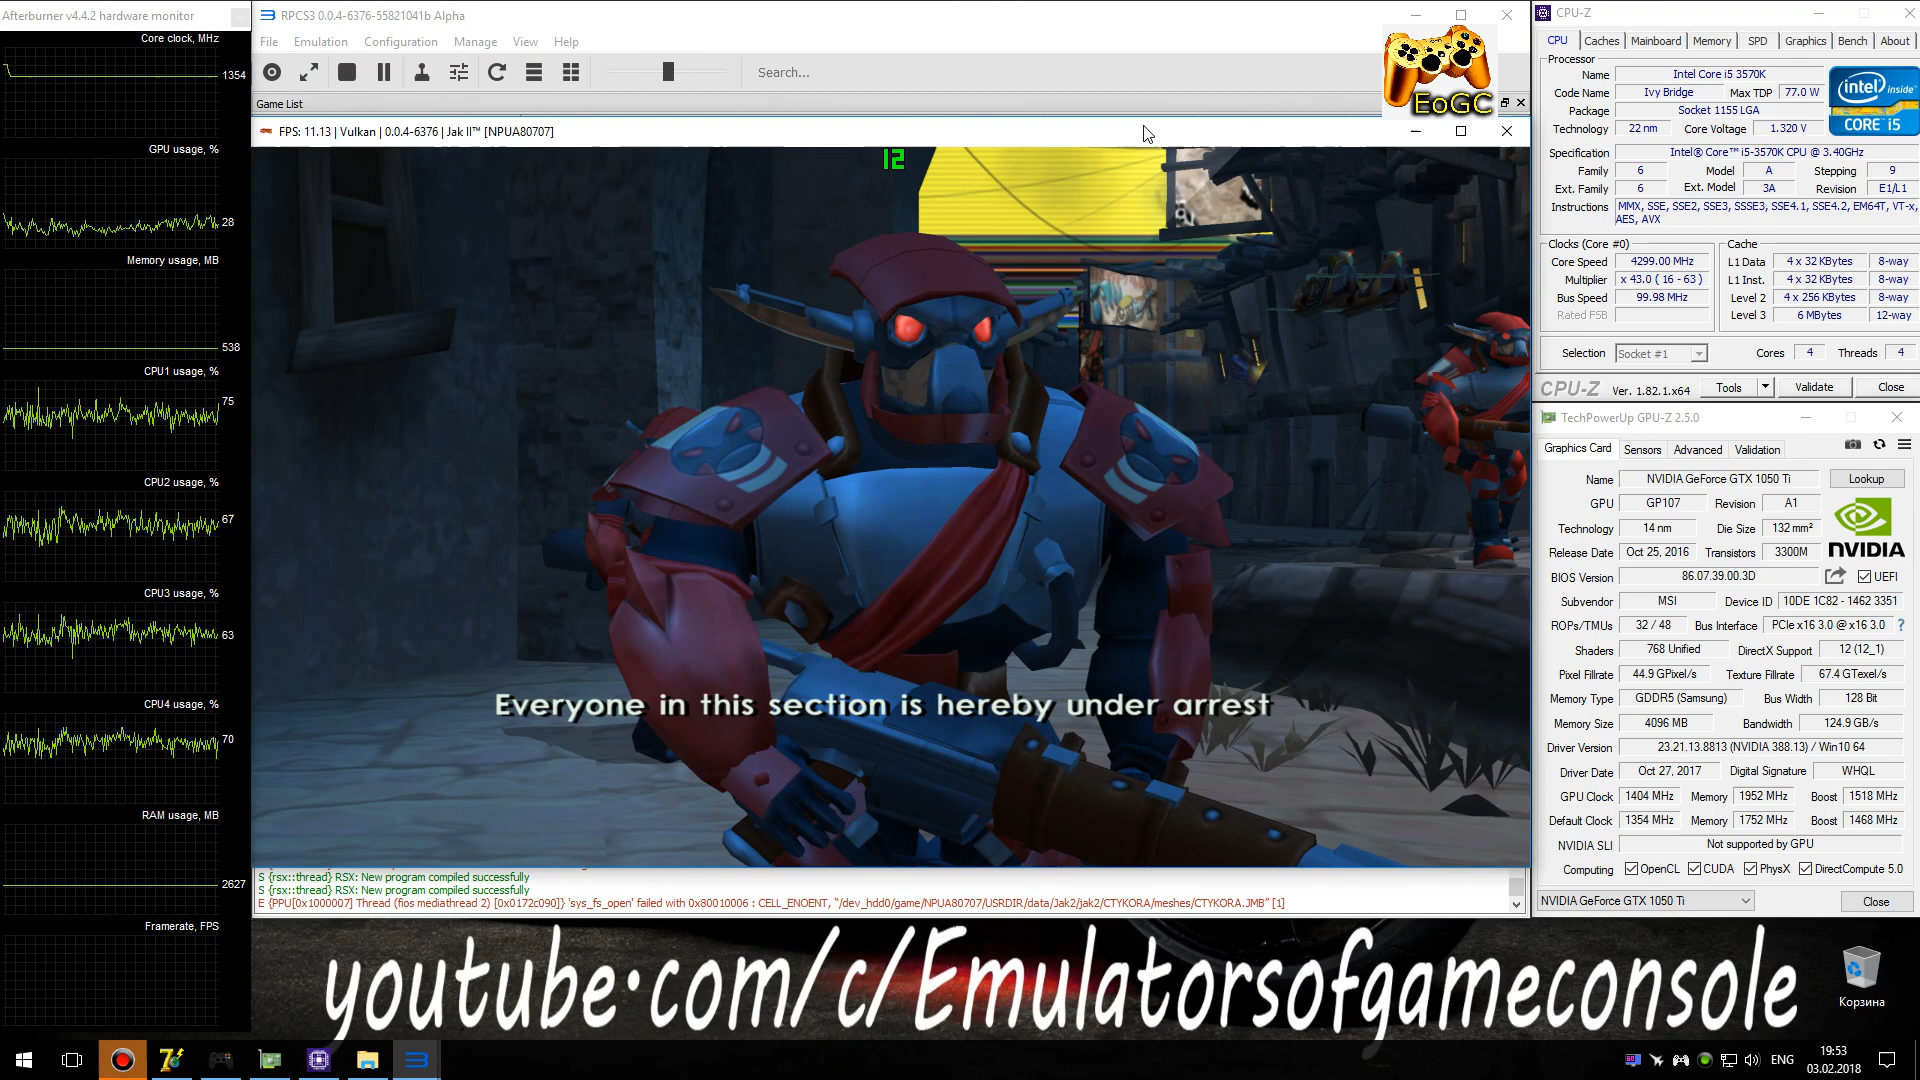 Afterburner v4.4.2 hardware monitor
Core clock, MHz
1354
GPU usage, %
28
Memory usage, MB
538
CPU1 usage, %
75
CPU2 usage, %
67
CPU3 usage, %
63
CPU4 usage, %
70
RAM usage, MB
2627
Framerate, FPS
RPCS3 0.0.4-6376-55821041b Alpha
File Emulation Configuration Manage View Help
Search...
EoGC
Game List
FPS: 11.13 | Vulkan | 0.0.4-6376 | Jak II™ [NPUA80707]
12
Everyone in this section is hereby under arrest
S {rsx::thread} RSX: New program compiled successfully
S {rsx::thread} RSX: New program compiled successfully
E {PPU[0x1000007] Thread (fios mediathread 2) [0x0172c090]} 'sys_fs_open' failed with 0x80010006 : CELL_ENOENT, "/dev_hdd0/game/NPUA80707/USRDIR/data/Jak2/jak2/CTYKORA/meshes/CTYKORA.JMB" [1]
youtube.com/c/Emulatorsofgameconsole
CPU-Z
CPU Caches Mainboard Memory SPD Graphics Bench About
Processor
Name Intel Core i5 3570K
Code Name Ivy Bridge Max TDP 77.0 W
Package Socket 1155 LGA
Technology 22 nm Core Voltage 1.320 V
intel inside™
CORE i5
Specification Intel® Core™ i5-3570K CPU @ 3.40GHz
Family 6 Model A Stepping 9
Ext. Family 6 Ext. Model 3A Revision E1/L1
Instructions MMX, SSE, SSE2, SSE3, SSSE3, SSE4.1, SSE4.2, EM64T, VT-x,
AES, AVX
Clocks (Core #0)
Core Speed 4299.00 MHz
Multiplier x 43.0 ( 16 - 63 )
Bus Speed 99.98 MHz
Rated FSB
Cache
L1 Data 4 x 32 KBytes 8-way
L1 Inst. 4 x 32 KBytes 8-way
Level 2 4 x 256 KBytes 8-way
Level 3 6 MBytes 12-way
Selection Socket #1 Cores 4 Threads 4
CPU-Z Ver. 1.82.1.x64 Tools Validate Close
TechPowerUp GPU-Z 2.5.0
Graphics Card Sensors Advanced Validation
Name NVIDIA GeForce GTX 1050 Ti Lookup
GPU GP107 Revision A1
Technology 14 nm Die Size 132 mm²
Release Date Oct 25, 2016 Transistors 3300M
NVIDIA
BIOS Version 86.07.39.00.3D UEFI
Subvendor MSI Device ID 10DE 1C82 - 1462 3351
ROPs/TMUs 32 / 48 Bus Interface PCIe x16 3.0 @ x16 3.0 ?
Shaders 768 Unified DirectX Support 12 (12_1)
Pixel Fillrate 44.9 GPixel/s Texture Fillrate 67.4 GTexel/s
Memory Type GDDR5 (Samsung) Bus Width 128 Bit
Memory Size 4096 MB Bandwidth 124.9 GB/s
Driver Version 23.21.13.8813 (NVIDIA 388.13) / Win10 64
Driver Date Oct 27, 2017 Digital Signature WHQL
GPU Clock 1404 MHz Memory 1952 MHz Boost 1518 MHz
Default Clock 1354 MHz Memory 1752 MHz Boost 1468 MHz
NVIDIA SLI Not supported by GPU
Computing OpenCL CUDA PhysX DirectCompute 5.0
NVIDIA GeForce GTX 1050 Ti Close
Корзина
60
ENG
19:53
03.02.2018